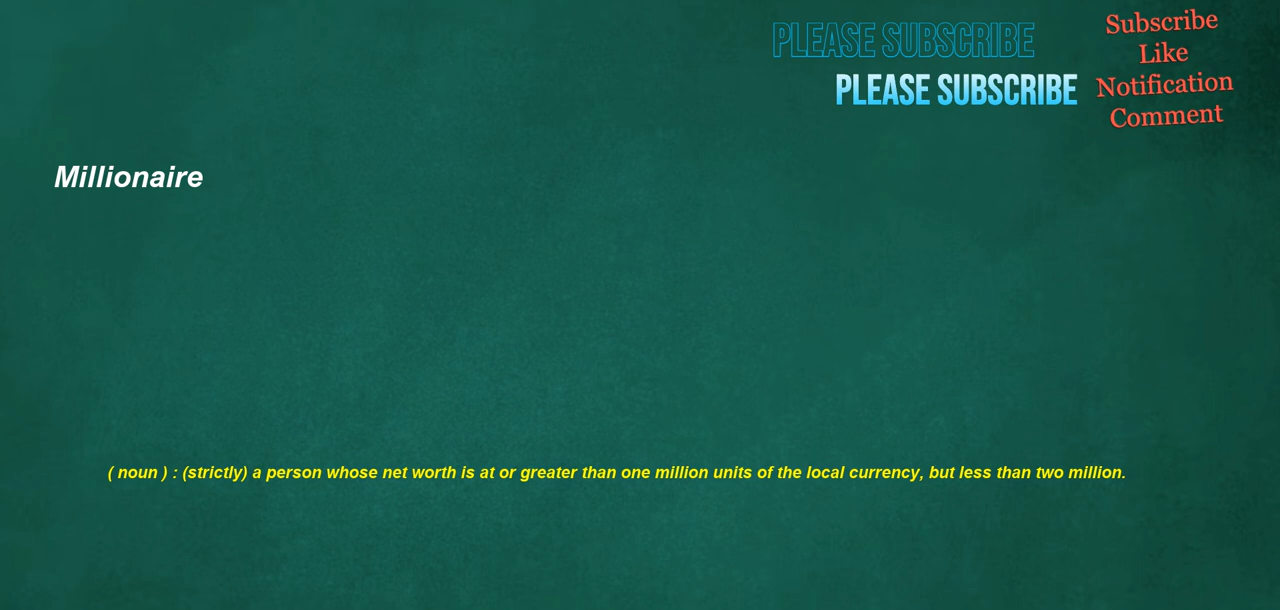 PLEASE SUBSCRIBE
PLEASE SUBSCRIBE
Subscribe
Like
Notification
Comment
Millionaire
( noun ) : (strictly) a person whose net worth is at or greater than one million units of the local currency, but less than two million.